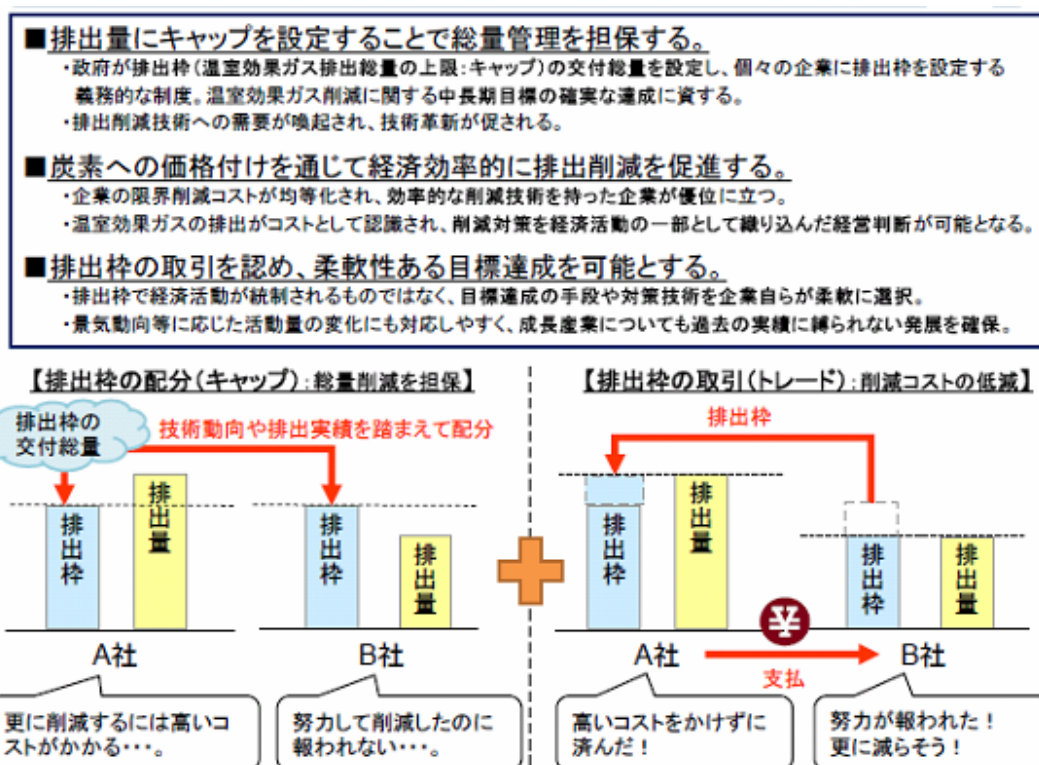 ■排出量にキャップを設定することで総量管理を担保する。
・政府が排出枠(温室効果ガス排出総量の上限:キャップ)の交付総量を設定し、個々の企業に排出枠を設定する
義務的な制度。温室効果ガス削減に関する中長期目標の確実な達成に資する。
・排出削減技術への需要が喚起され、技術革新が促される。
■炭素への価格付けを通じて経済効率的に排出削減を促進する。
・企業の限界削減コストが均等化され、効率的な削減技術を持った企業が優位に立つ。
・温室効果ガスの排出がコストとして認識され、削減対策を経済活動の一部として織り込んだ経営判断が可能となる。
■排出枠の取引を認め、柔軟性ある目標達成を可能とする。
・排出枠で経済活動が統制されるものではなく、目標達成の手段や対策技術を企業自らが柔軟に選択。
・景気動向等に応じた活動量の変化にも対応しやすく、成長産業についても過去の実績に縛られない発展を確保。
【排出枠の配分(キャップ):総量削減を担保】
排出枠の
交付総量
技術動向や排出実績を踏まえて配分
排出枠
排出量
排出枠
排出量
A社
B社
更に削減するには高いコ
ストがかかる・・・。
努力して削減したのに
報われない・・・。
【排出枠の取引(トレード):削減コストの低減】
排出枠
排出枠
排出量
排出枠
排出量
¥
A社
B社
支払
高いコストをかけずに
済んだ!
努力が報われた!
更に減らそう!